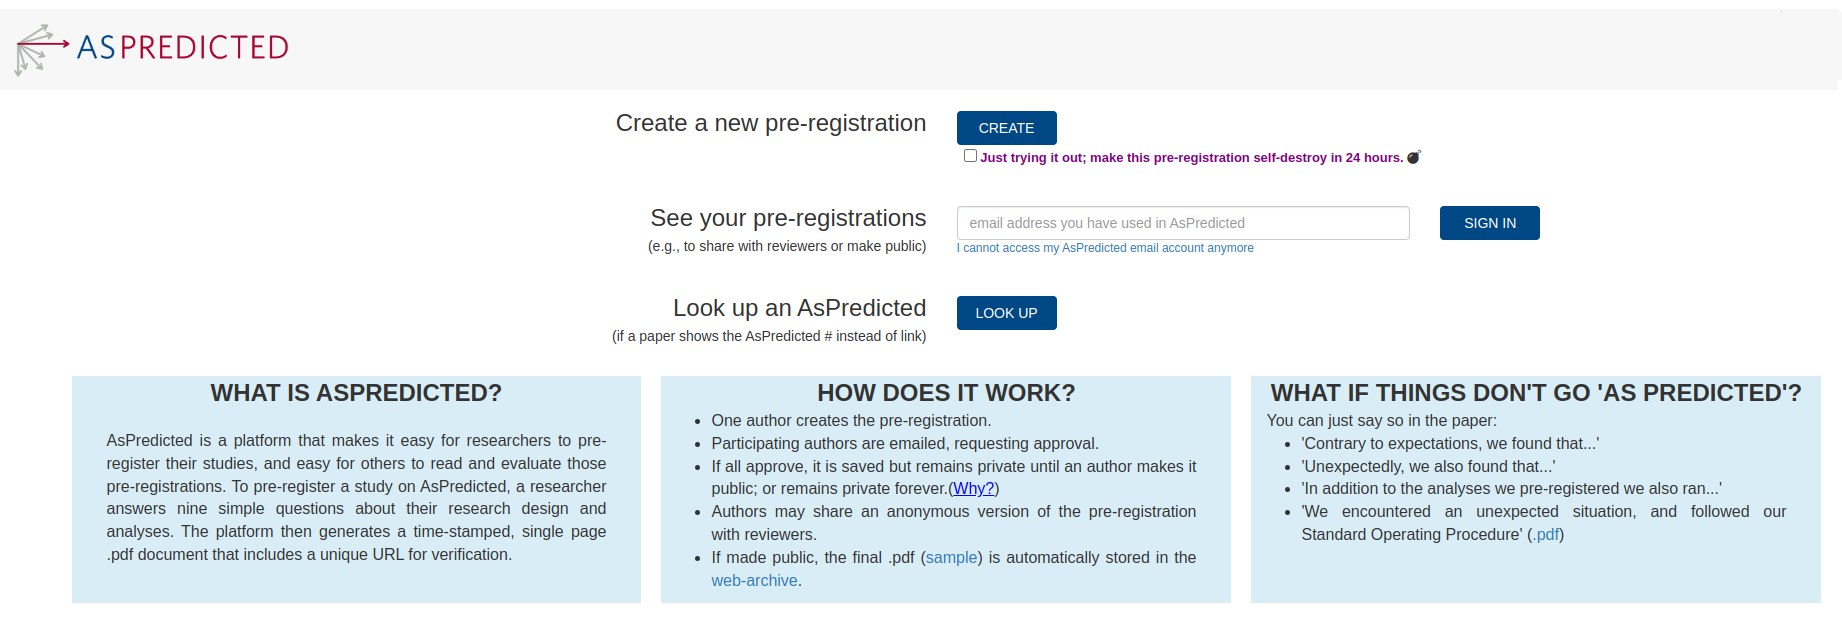 ASPREDICTED
Create a new pre-registration
CREATE
Just trying it out; make this pre-registration self-destroy in 24 hours.
See your pre-registrations
(e.g., to share with reviewers or make public)
email address you have used in AsPredicted
SIGN IN
I cannot access my AsPredicted email account anymore
Look up an AsPredicted
(if a paper shows the AsPredicted # instead of link)
LOOK UP
WHAT IS ASPREDICTED?
AsPredicted is a platform that makes it easy for researchers to pre-
register their studies, and easy for others to read and evaluate those
pre-registrations. To pre-register a study on AsPredicted, a researcher
answers nine simple questions about their research design and
analyses. The platform then generates a time-stamped, single page
.pdf document that includes a unique URL for verification.
HOW DOES IT WORK?
• One author creates the pre-registration.
• Participating authors are emailed, requesting approval.
• If all approve, it is saved but remains private until an author makes it
public; or remains private forever.(Why?)
• Authors may share an anonymous version of the pre-registration
with reviewers.
• If made public, the final .pdf (sample) is automatically stored in the
web-archive.
WHAT IF THINGS DON'T GO 'AS PREDICTED'?
You can just say so in the paper:
• 'Contrary to expectations, we found that...'
• 'Unexpectedly, we also found that...'
• 'In addition to the analyses we pre-registered we also ran...'
• 'We encountered an unexpected situation, and followed our
Standard Operating Procedure' (.pdf)